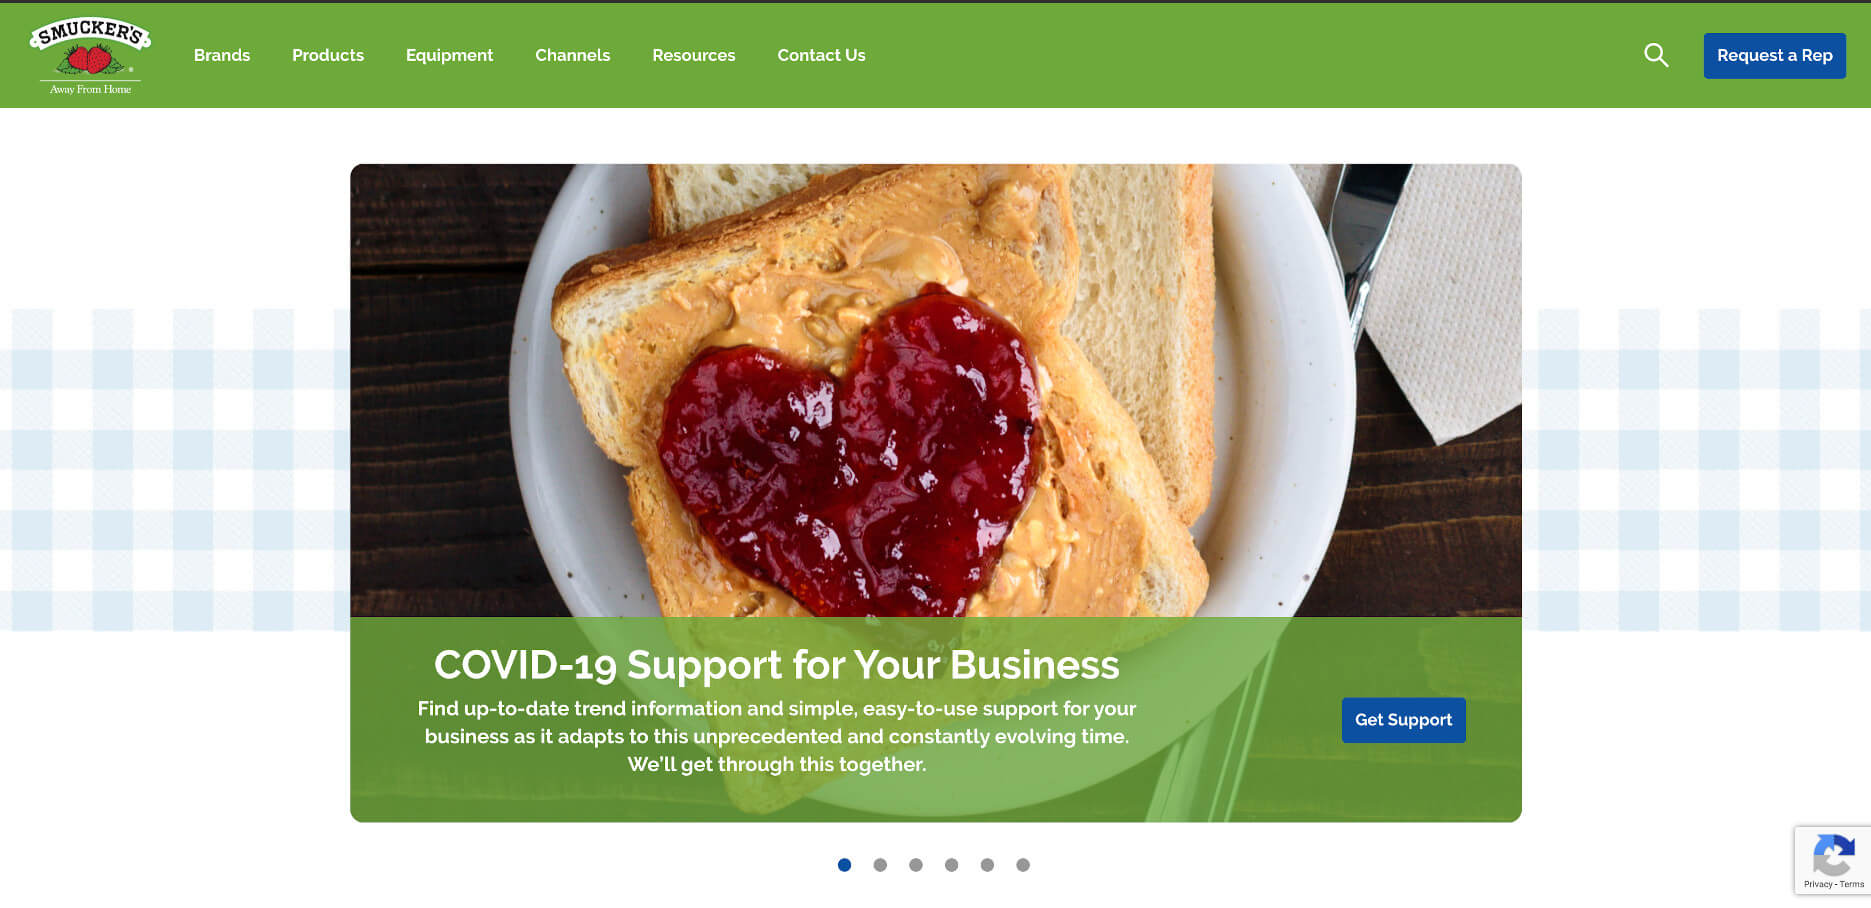 SMUCKER'S
®
Away From Home
Brands
Products
Equipment
Channels
Resources
Contact Us
Request a Rep
COVID-19 Support for Your Business
Find up-to-date trend information and simple, easy-to-use support for your
business as it adapts to this unprecedented and constantly evolving time.
We'll get through this together.
Get Support
Privacy - Terms